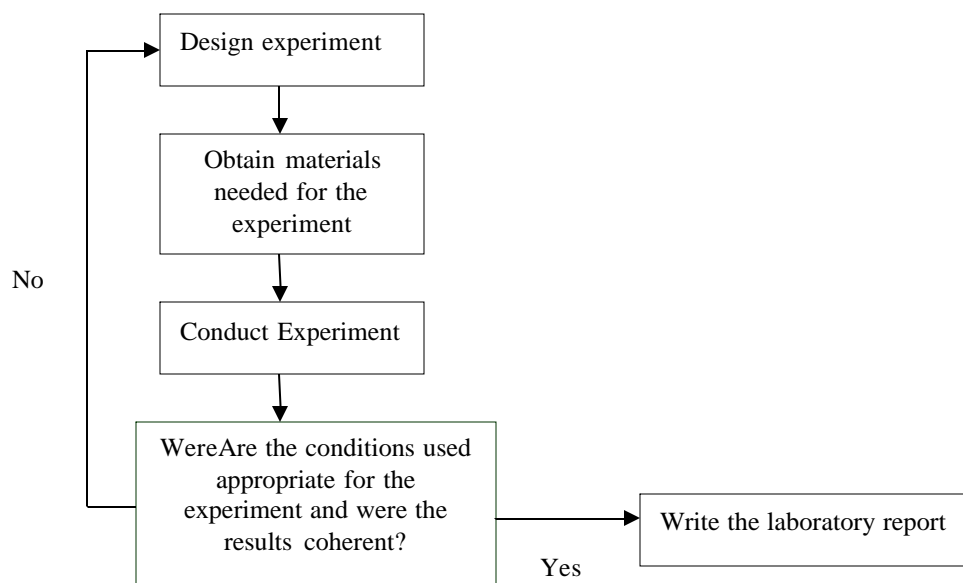 Design experiment
Obtain materials
needed for the
experiment
No
Conduct Experiment
WereAre the conditions used
appropriate for the
experiment and were the
results coherent?
Write the laboratory report
Yes